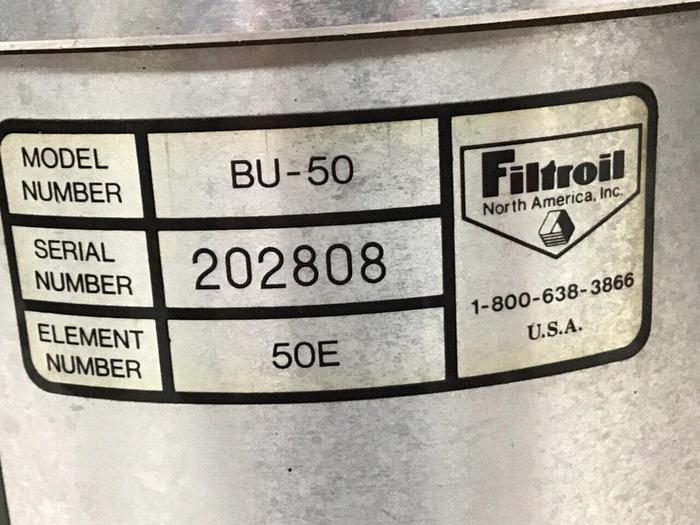 MODEL
NUMBER
BU-50
SERIAL
NUMBER
202808
ELEMENT
NUMBER
50E
Filtroil
North America, Inc.
1-800-638-3866
U.S.A.